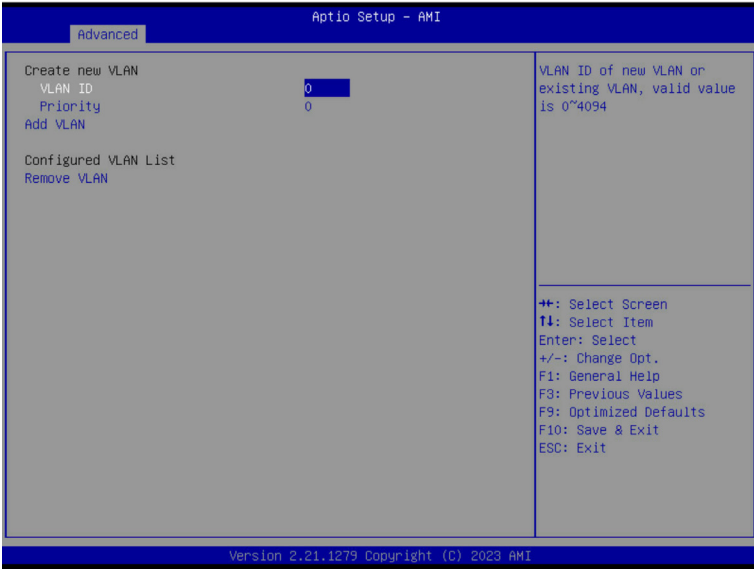 Aptio Setup – AMI
Advanced
Create new VLAN
VLAN ID 0
Priority 0
Add VLAN
Configured VLAN List
Remove VLAN
VLAN ID of new VLAN or
existing VLAN, valid value
is 0~4094
→←: Select Screen
↑↓: Select Item
Enter: Select
+/-: Change Opt.
F1: General Help
F3: Previous Values
F9: Optimized Defaults
F10: Save & Exit
ESC: Exit
Version 2.21.1279 Copyright (C) 2023 AMI